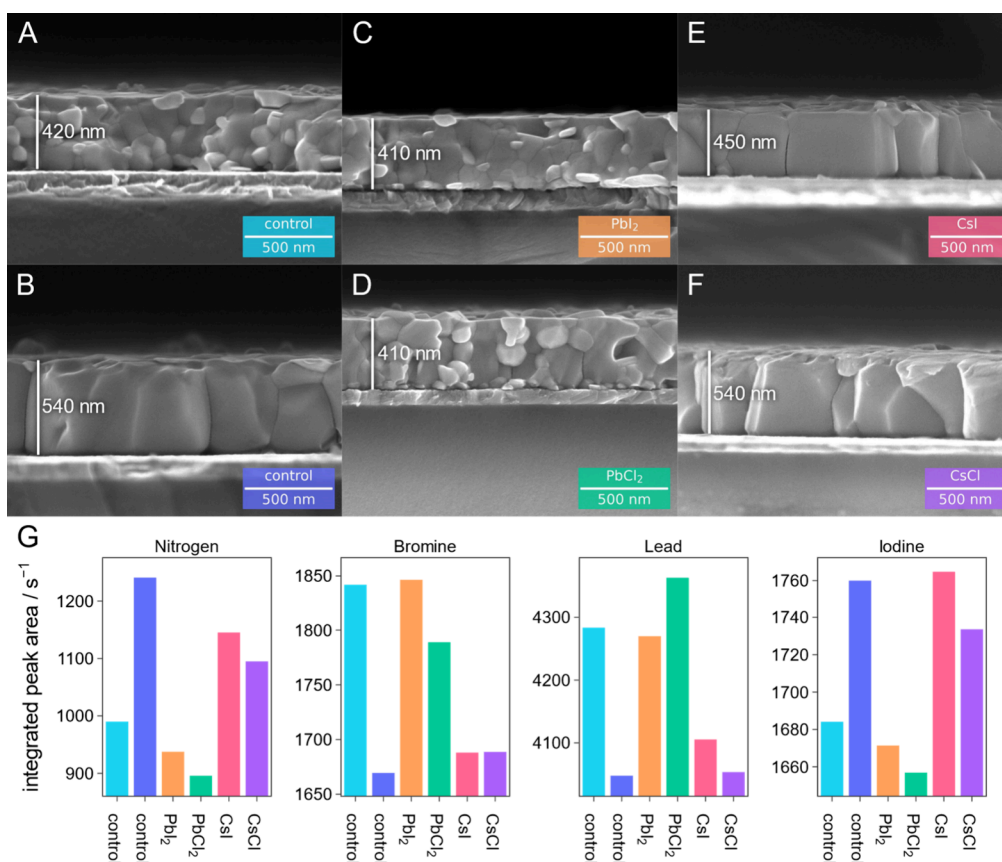 A
420 nm
control
500 nm
C
410 nm
PbI₂
500 nm
E
450 nm
CsI
500 nm
B
540 nm
control
500 nm
D
410 nm
PbCl₂
500 nm
F
540 nm
CsCl
500 nm
G
integrated peak area / s⁻¹
Nitrogen
1200
1100
1000
900
contro
contro
PbI₂
PbCl₂
CsI
CsCl
Bromine
1850
1800
1750
1700
1650
contro
contro
PbI₂
PbCl₂
CsI
CsCl
Lead
4300
4200
4100
contro
contro
PbI₂
PbCl₂
CsI
CsCl
Iodine
1760
1740
1720
1700
1680
1660
contro
contro
PbI₂
PbCl₂
CsI
CsCl